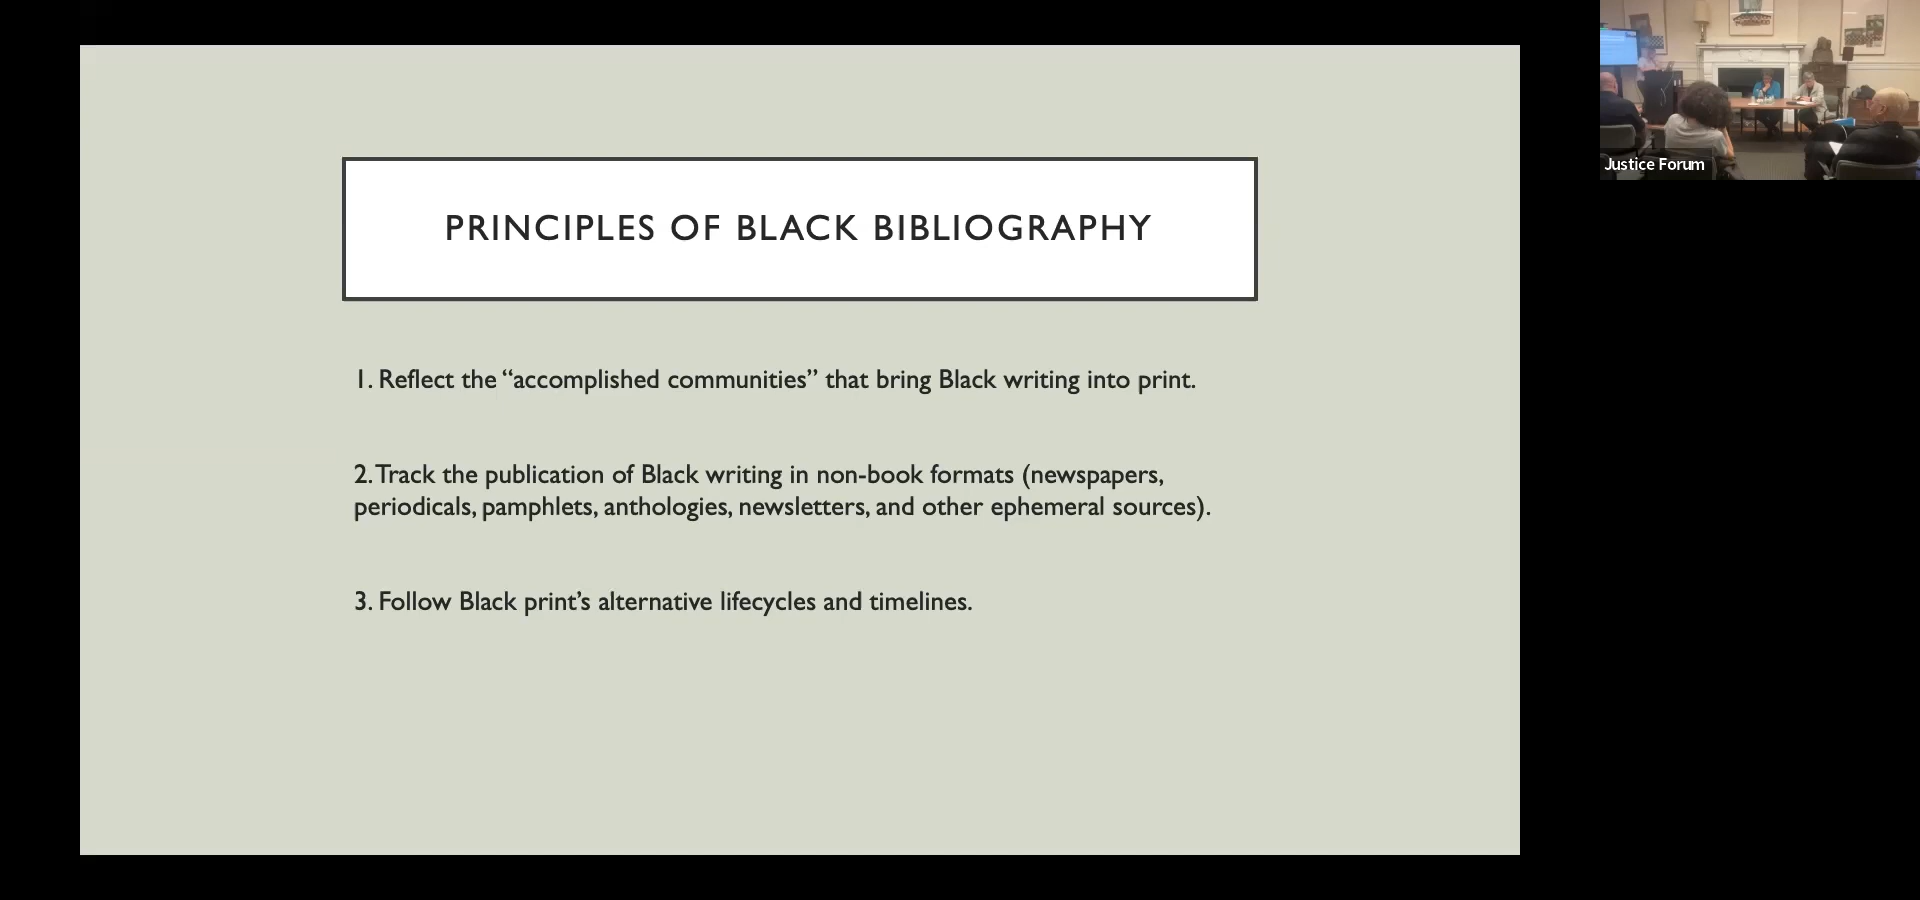 PRINCIPLES OF BLACK BIBLIOGRAPHY
1. Reflect the “accomplished communities” that bring Black writing into print.
2. Track the publication of Black writing in non-book formats (newspapers,
periodicals, pamphlets, anthologies, newsletters, and other ephemeral sources).
3. Follow Black print’s alternative lifecycles and timelines.
Justice Forum